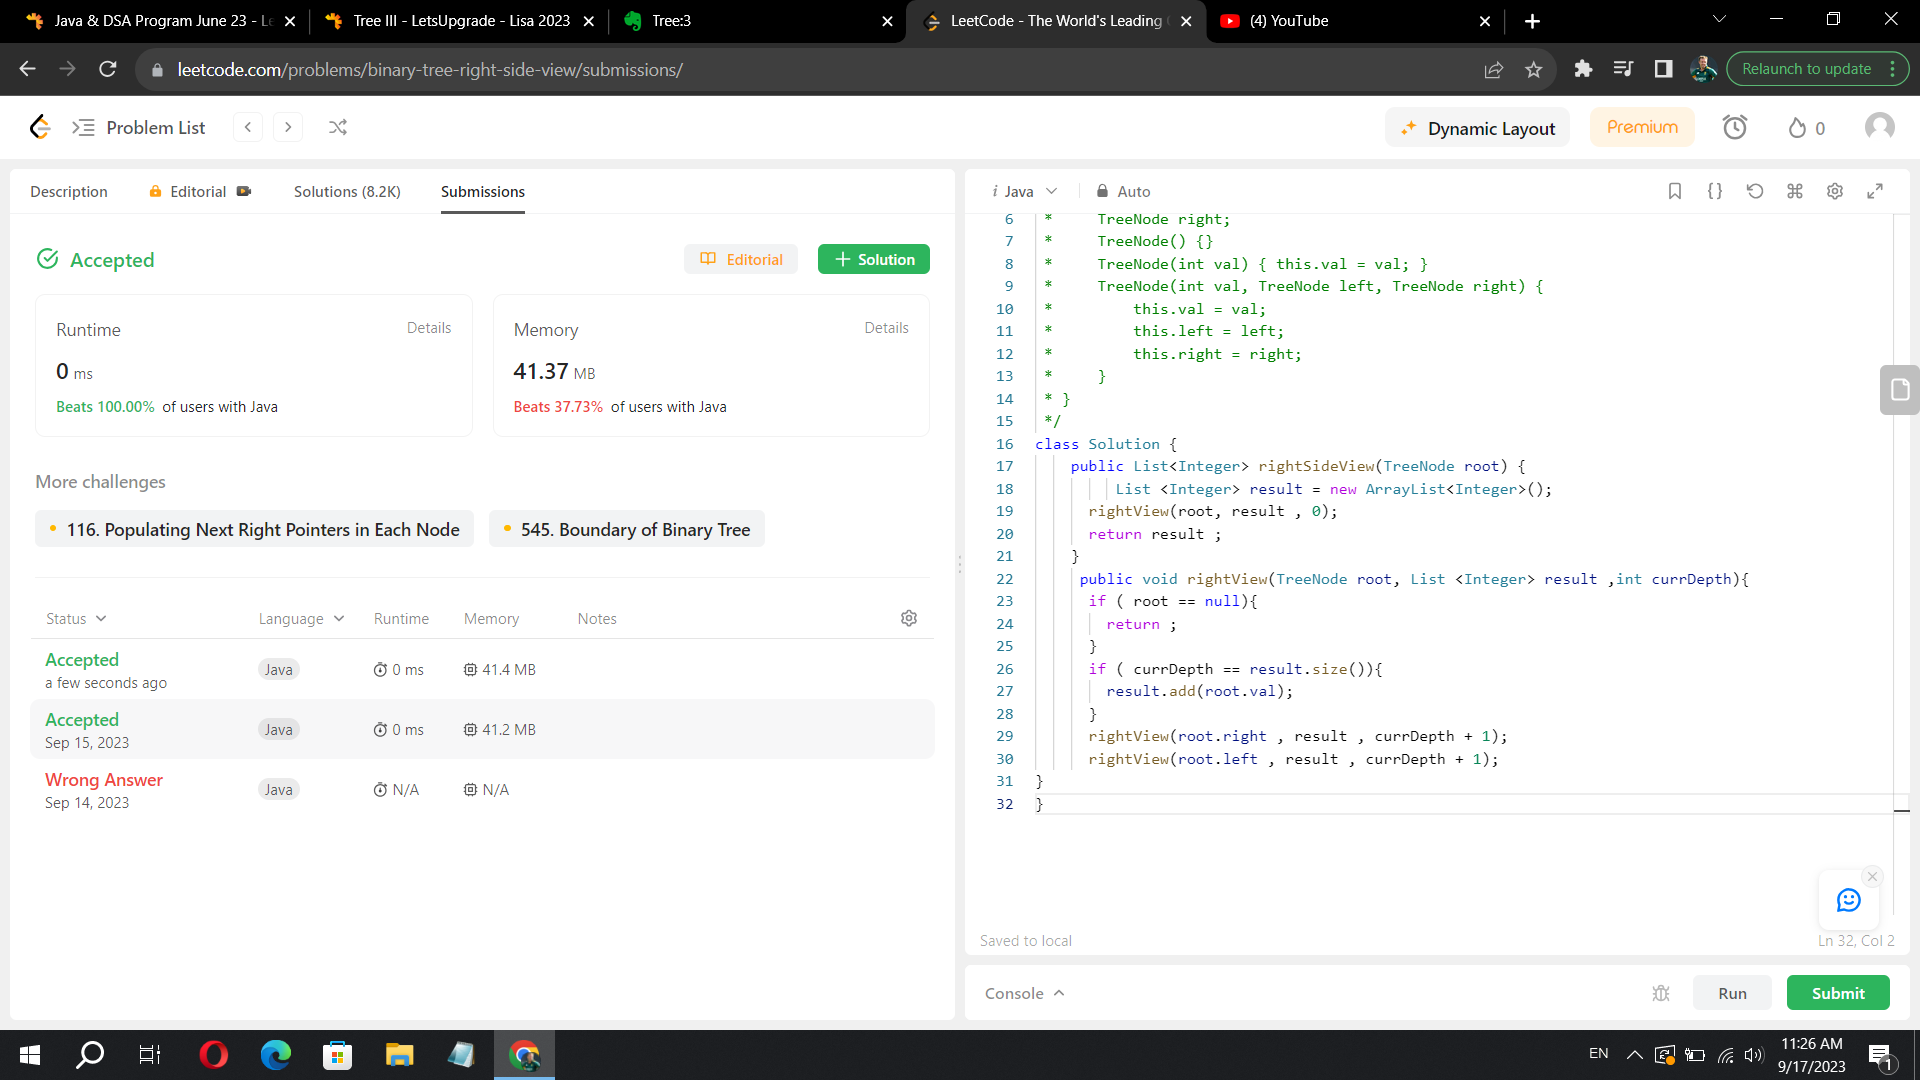 Java & DSA Program June 23 - Le
Tree III - LetsUpgrade - Lisa 2023
Tree:3
LeetCode - The World's Leading
(4) YouTube
leetcode.com/problems/binary-tree-right-side-view/submissions/
Relaunch to update
Problem List
Dynamic Layout
Premium
0
Description
Editorial
Solutions (8.2K)
Submissions
Accepted
Editorial
+ Solution
Runtime
Details
0 ms
Beats 100.00% of users with Java
Memory
Details
41.37 MB
Beats 37.73% of users with Java
More challenges
116. Populating Next Right Pointers in Each Node
545. Boundary of Binary Tree
Status Language Runtime Memory Notes
Accepted
a few seconds ago
Java 0 ms 41.4 MB
Accepted
Sep 15, 2023
Java 0 ms 41.2 MB
Wrong Answer
Sep 14, 2023
Java N/A N/A
i Java
Auto
6 * TreeNode right;
7 * TreeNode() {}
8 * TreeNode(int val) { this.val = val; }
9 * TreeNode(int val, TreeNode left, TreeNode right) {
10 * this.val = val;
11 * this.left = left;
12 * this.right = right;
13 * }
14 * }
15 */
16 class Solution {
17 public List<Integer> rightSideView(TreeNode root) {
18 List <Integer> result = new ArrayList<Integer>();
19 rightView(root, result , 0);
20 return result ;
21 }
22 public void rightView(TreeNode root, List <Integer> result ,int currDepth){
23 if ( root == null){
24 return ;
25 }
26 if ( currDepth == result.size()){
27 result.add(root.val);
28 }
29 rightView(root.right , result , currDepth + 1);
30 rightView(root.left , result , currDepth + 1);
31 }
32 }
Saved to local
Ln 32, Col 2
Console
Run
Submit
EN
11:26 AM
9/17/2023
1